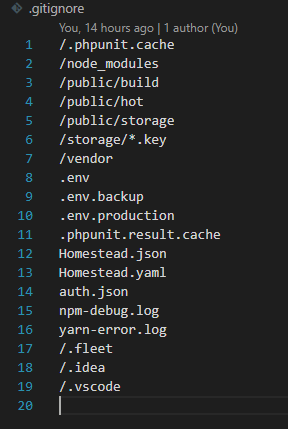 .gitignore
You, 14 hours ago | 1 author (You)
1 /.phpunit.cache
2 /node_modules
3 /public/build
4 /public/hot
5 /public/storage
6 /storage/*.key
7 /vendor
8 .env
9 .env.backup
10 .env.production
11 .phpunit.result.cache
12 Homestead.json
13 Homestead.yaml
14 auth.json
15 npm-debug.log
16 yarn-error.log
17 /.fleet
18 /.idea
19 /.vscode
20